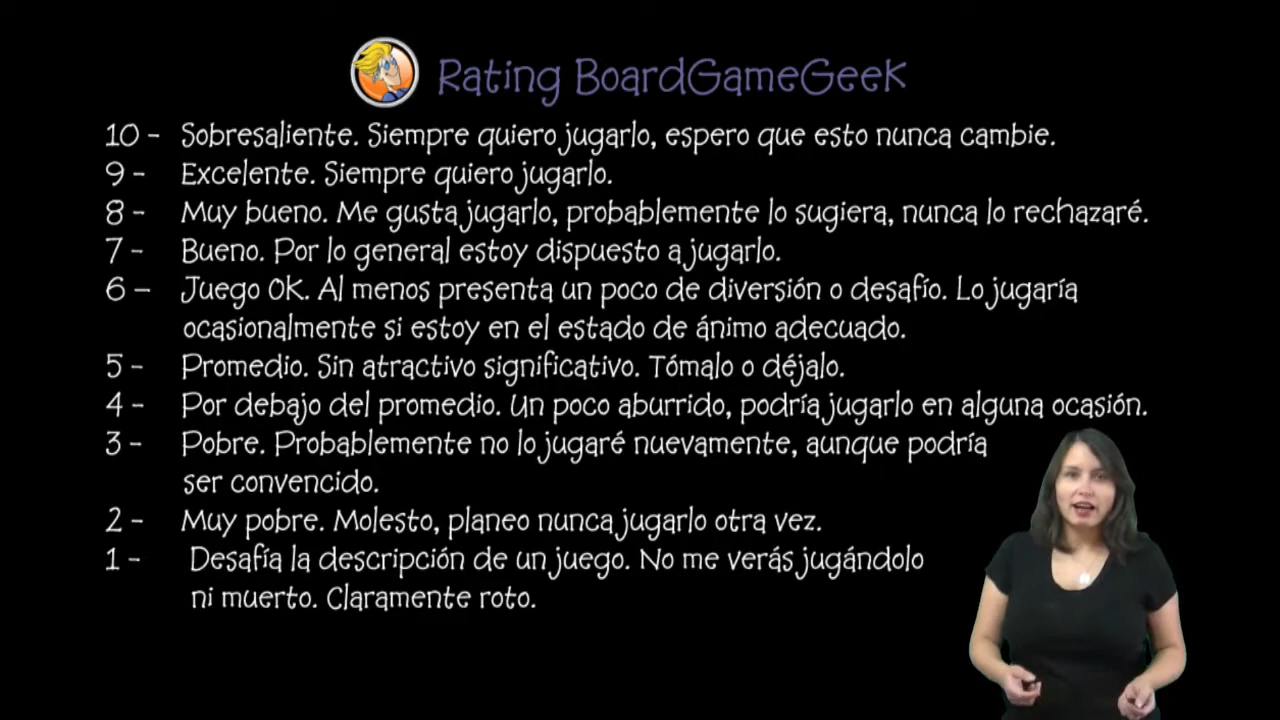 Rating BoardGameGeek
10 - Sobresaliente. Siempre quiero jugarlo, espero que esto nunca cambie.
9 - Excelente. Siempre quiero jugarlo.
8 - Muy bueno. Me gusta jugarlo, probablemente lo sugiera, nunca lo rechazaré.
7 - Bueno. Por lo general estoy dispuesto a jugarlo.
6 - Juego OK. Al menos presenta un poco de diversión o desafío. Lo jugaría
ocasionalmente si estoy en el estado de ánimo adecuado.
5 - Promedio. Sin atractivo significativo. Tómalo o déjalo.
4 - Por debajo del promedio. Un poco aburrido, podría jugarlo en alguna ocasión.
3 - Pobre. Probablemente no lo jugaré nuevamente, aunque podría
ser convencido.
2 - Muy pobre. Molesto, planeo nunca jugarlo otra vez.
1 - Desafía la descripción de un juego. No me verás jugándolo
ni muerto. Claramente roto.